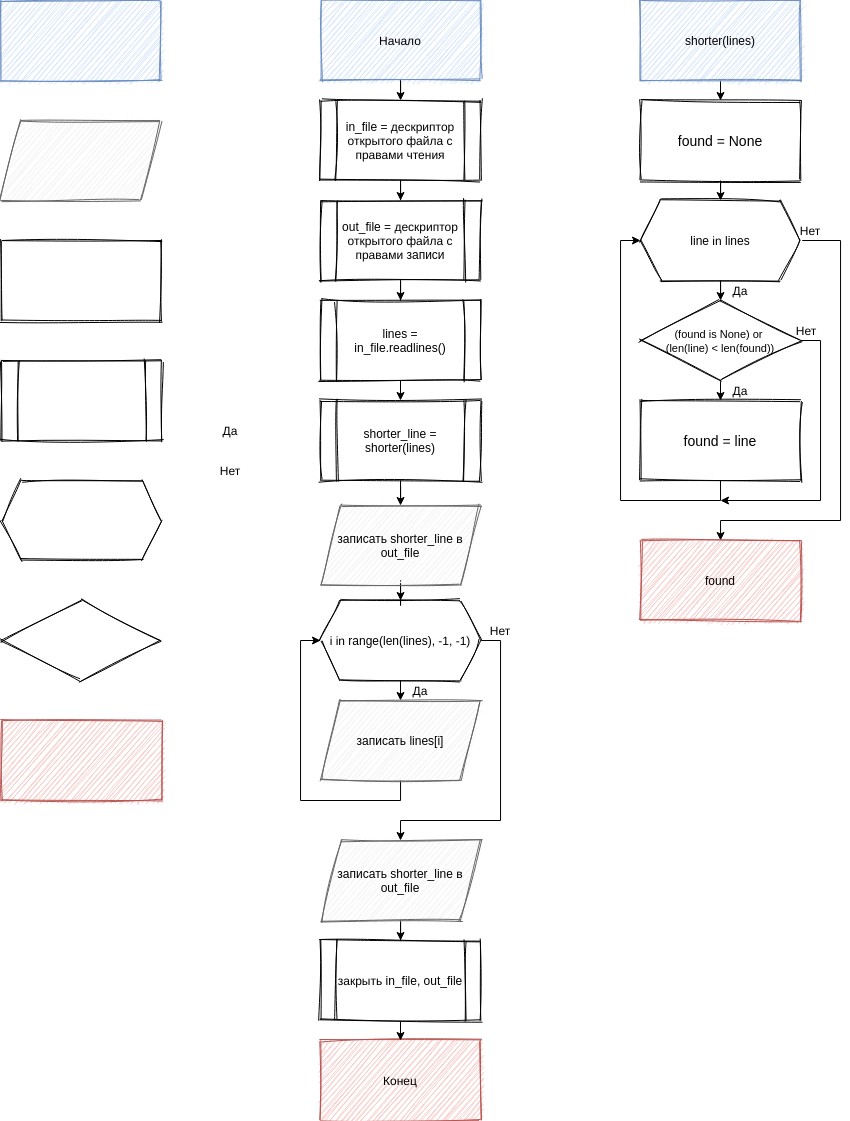 Да
Нет
Начало
in_file = дескриптор
открытого файла с
правами чтения
out_file = дескриптор
открытого файла с
правами записи
lines =
in_file.readlines()
shorter_line =
shorter(lines)
записать shorter_line в
out_file
i in range(len(lines), -1, -1)
Нет
Да
записать lines[i]
записать shorter_line в
out_file
закрыть in_file, out_file
Конец
shorter(lines)
found = None
line in lines
Нет
Да
(found is None) or
(len(line) < len(found))
Нет
Да
found = line
found